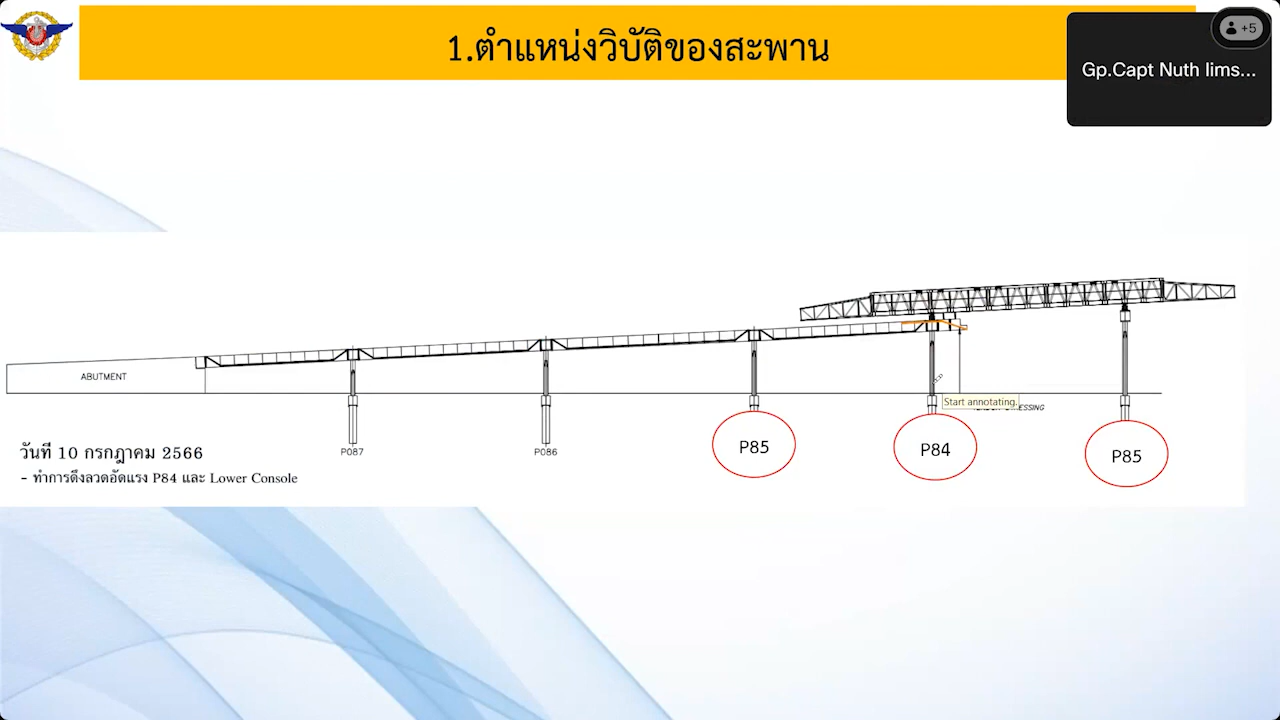 1.ตำแหน่งวิบัติของสะพาน
+5
Gp.Capt Nuth lims...
ABUTMENT
Start annotating.
P087
P086
P85
P84
P85
วันที่ 10 กรกฎาคม 2566
- ทำการดึงลวดอัดแรง P84 และ Lower Console